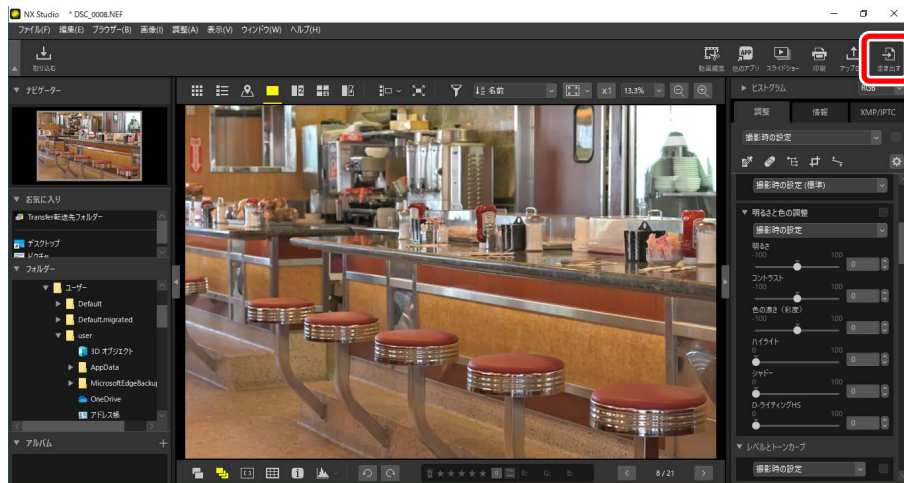 NX Studio * DSC_0008.NEF
ファイル(F) 編集(E) ブラウザー(B) 画像(I) 調整(A) 表示(V) ウィンドウ(W) ヘルプ(H)
取り込む
動画編集 他のアプリ スライドショー 印刷 アップロ 書き出す
ナビゲーター
名前
x1 13.3%
ヒストグラム RGB
調整 情報 XMP/IPTC
撮影時の設定
撮影時の設定(標準)
お気に入り
Transfer転送先フォルダー
デスクトップ
フォルダー
ユーザー
Default
Default.migrated
user
3D オブジェクト
AppData
MicrosoftEdgeBackup
OneDrive
アドレス帳
アルバム
明るさと色の調整
撮影時の設定
明るさ
-100 100 0
コントラスト
-100 100 0
色の濃さ(彩度)
-100 100 0
ハイライト
0 100 0
シャドー
0 100 0
D-ライティングHS
0 100 0
レベルとトーンカーブ
撮影時の設定
R: G: B:
8/21